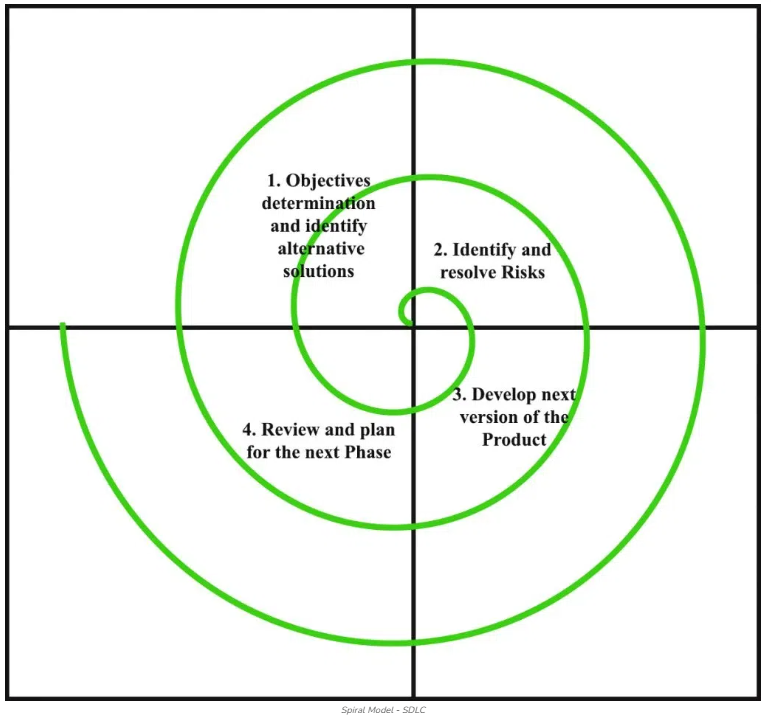 1. Objectives
determination
and identify
alternative
solutions
2. Identify and
resolve Risks
3. Develop next
version of the
Product
4. Review and plan
for the next Phase
Spiral Model - SDLC